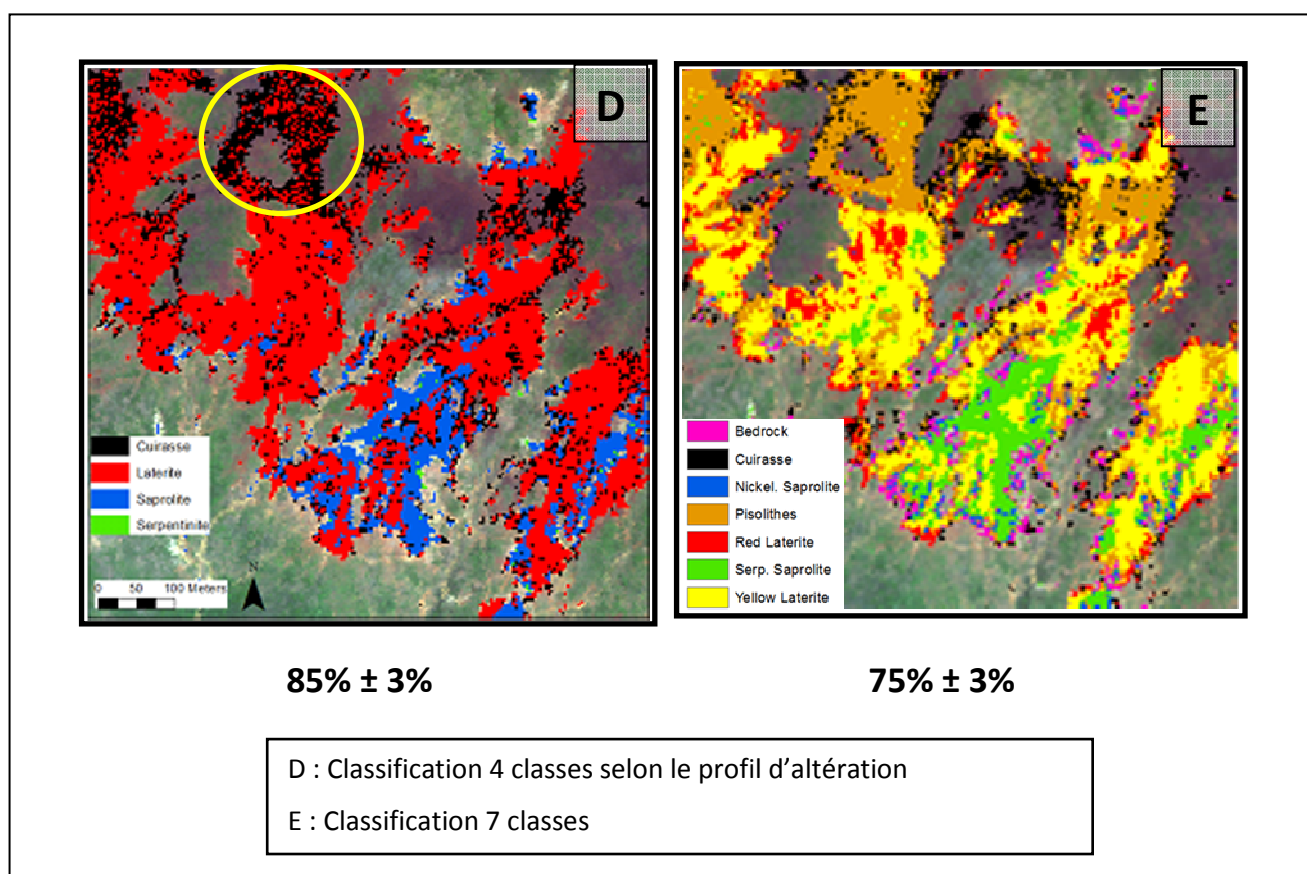 D
E
Cuirasse
Laterite
Saprolite
Serpentinite
0 50 100 Meters
N
Bedrock
Cuirasse
Nickel. Saprolite
Pisolithes
Red Laterite
Serp. Saprolite
Yellow Laterite
85% ± 3%
75% ± 3%
D : Classification 4 classes selon le profil d’altération
E : Classification 7 classes